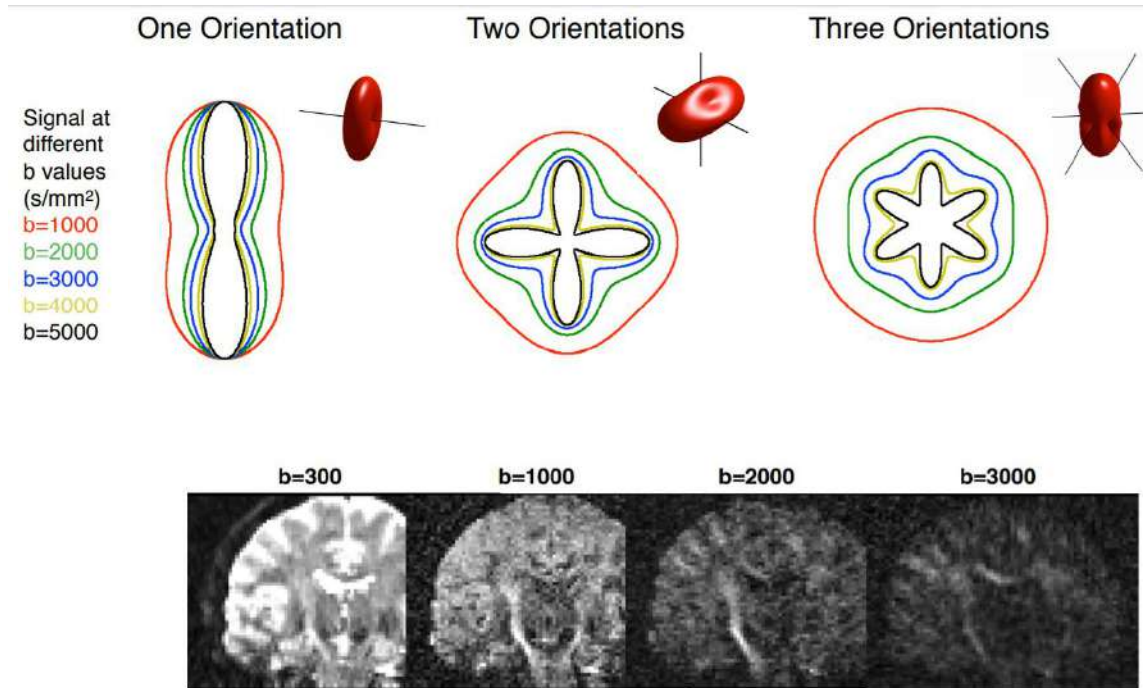 One Orientation
Two Orientations
Three Orientations
Signal at
different
b values
(s/mm²)
b=1000
b=2000
b=3000
b=4000
b=5000
b=300
b=1000
b=2000
b=3000